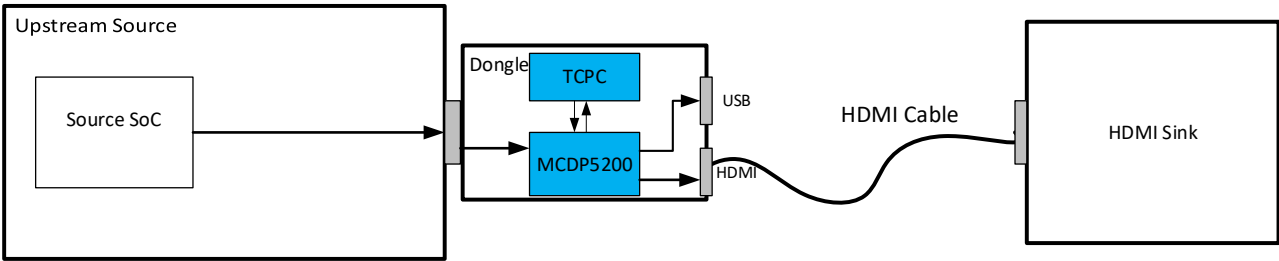 Upstream Source
Source SoC
Dongle
TCPC
MCDP5200
USB
HDMI
HDMI Cable
HDMI Sink